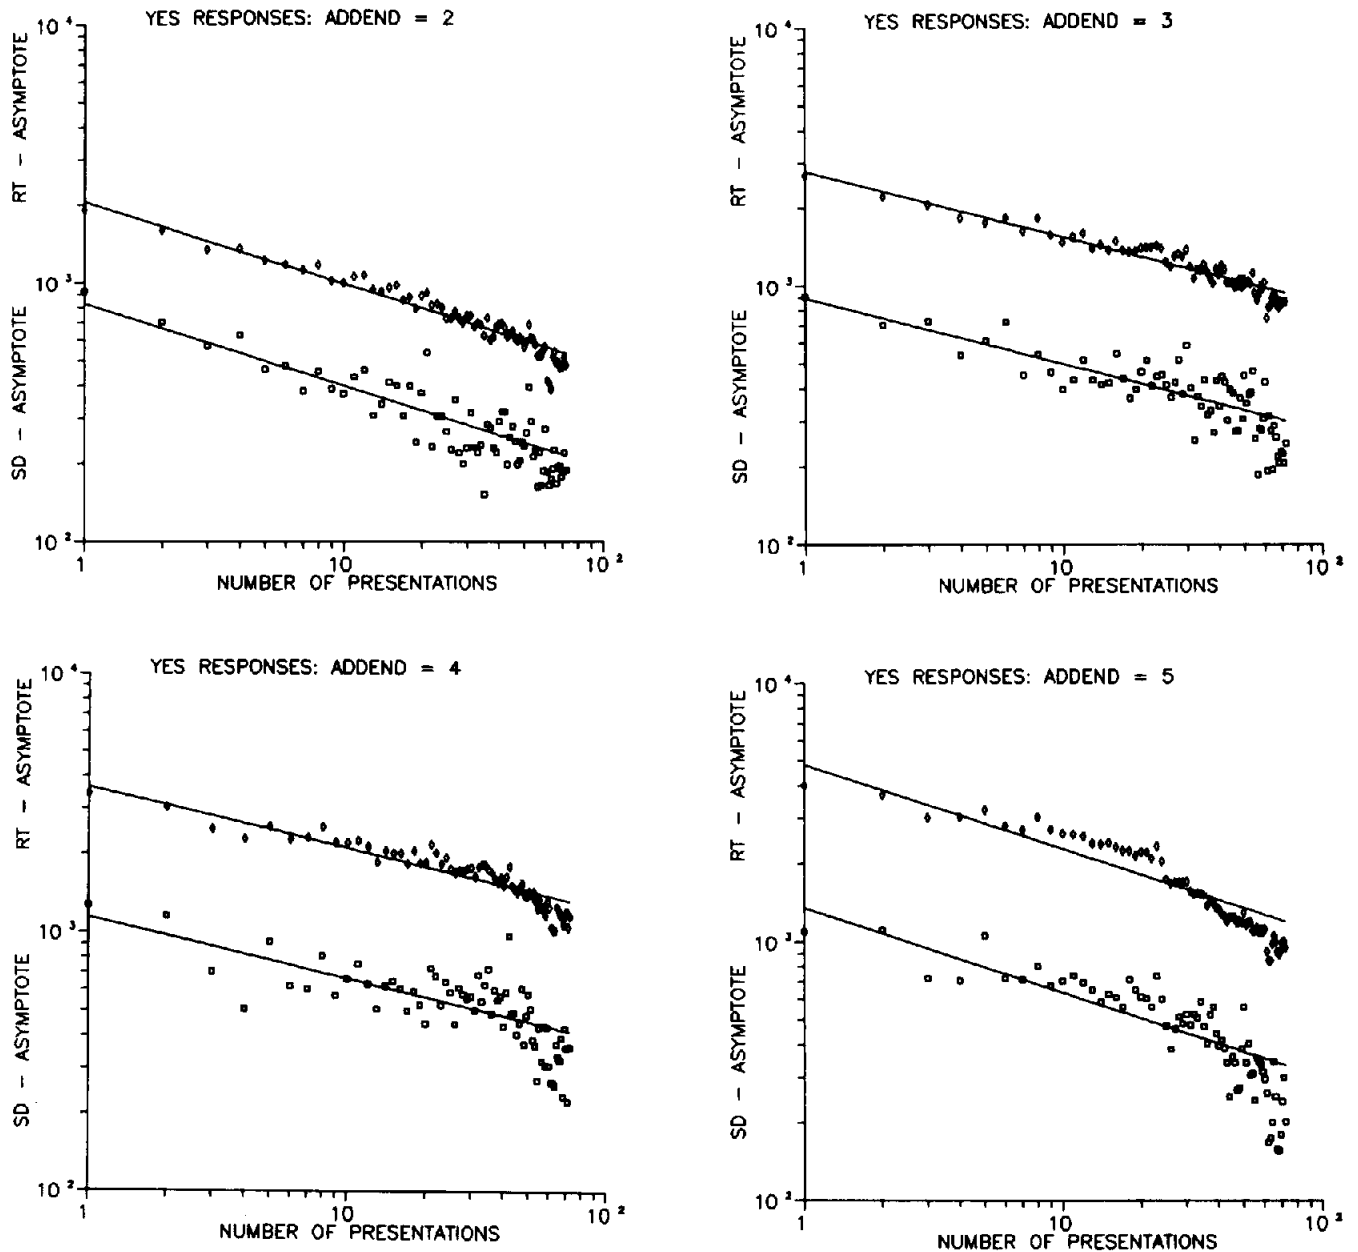 YES RESPONSES: ADDEND = 2
10⁴
RT – ASYMPTOTE
10³
SD – ASYMPTOTE
10²
1 10 10²
NUMBER OF PRESENTATIONS
YES RESPONSES: ADDEND = 3
10⁴
RT – ASYMPTOTE
10³
SD – ASYMPTOTE
10²
1 10 10²
NUMBER OF PRESENTATIONS
YES RESPONSES: ADDEND = 4
10⁴
RT – ASYMPTOTE
10³
SD – ASYMPTOTE
10²
1 10 10²
NUMBER OF PRESENTATIONS
YES RESPONSES: ADDEND = 5
10⁴
RT – ASYMPTOTE
10³
SD – ASYMPTOTE
10²
1 10 10²
NUMBER OF PRESENTATIONS